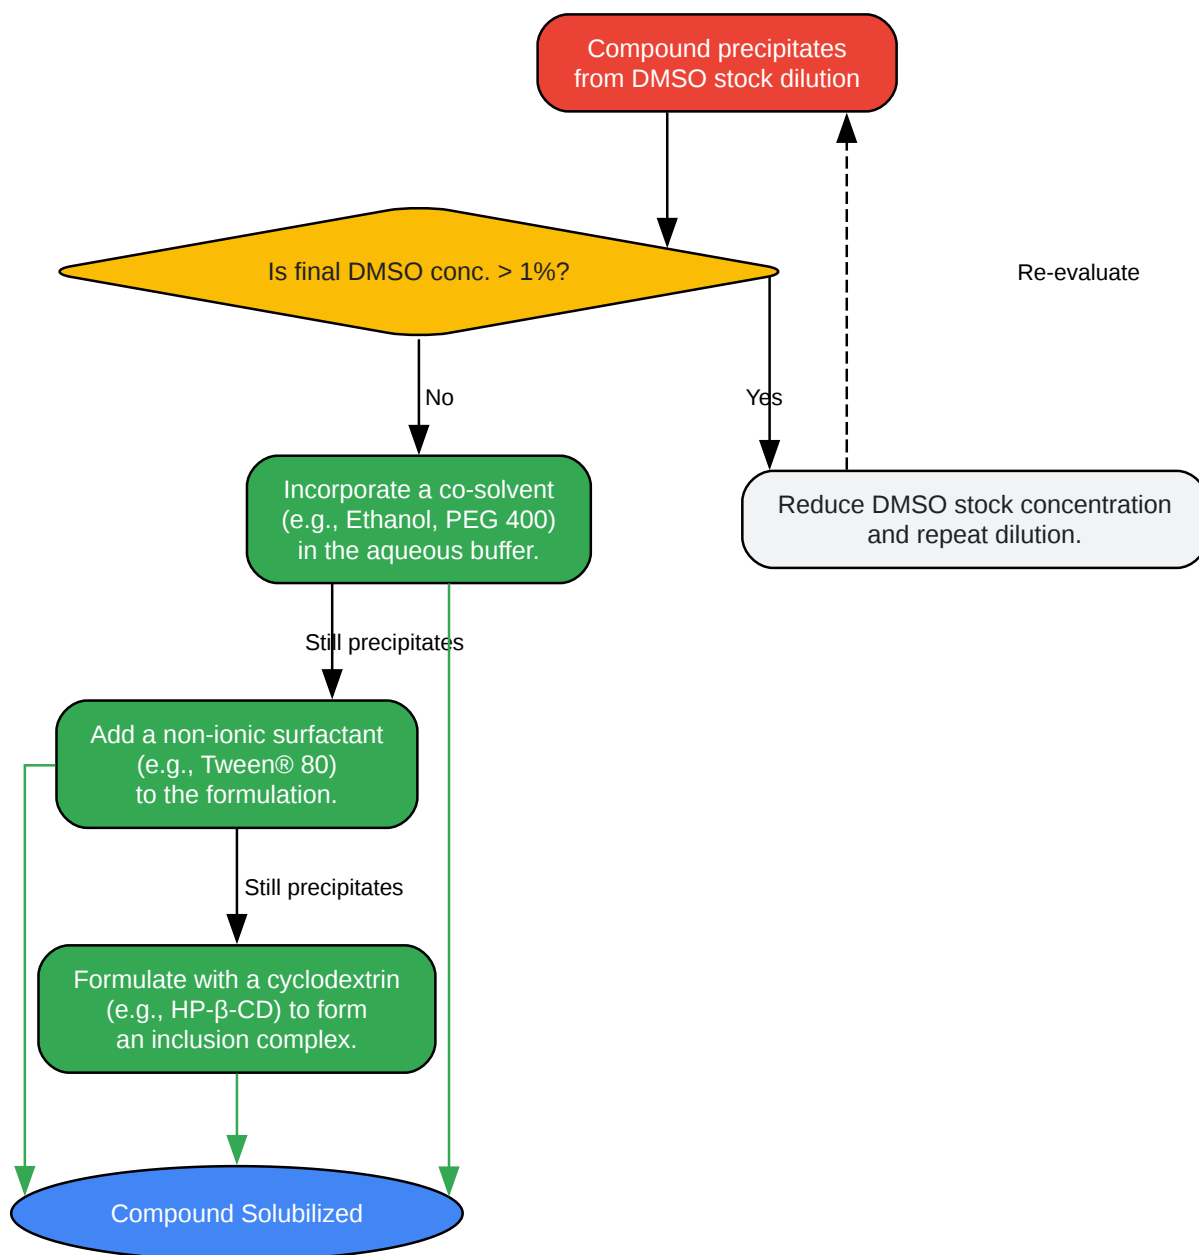 Compound precipitates
from DMSO stock dilution
Is final DMSO conc. > 1%?
Re-evaluate
No
Yes
Incorporate a co-solvent
(e.g., Ethanol, PEG 400)
in the aqueous buffer.
Reduce DMSO stock concentration
and repeat dilution.
Still precipitates
Add a non-ionic surfactant
(e.g., Tween® 80)
to the formulation.
Still precipitates
Formulate with a cyclodextrin
(e.g., HP-β-CD) to form
an inclusion complex.
Compound Solubilized